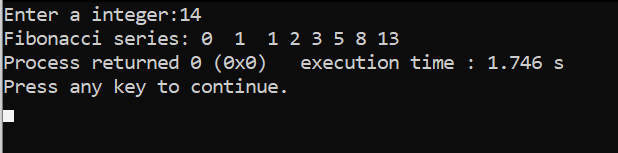 Enter a integer:14
Fibonacci series: 0  1  1 2 3 5 8 13
Process returned 0 (0x0)   execution time : 1.746 s
Press any key to continue.